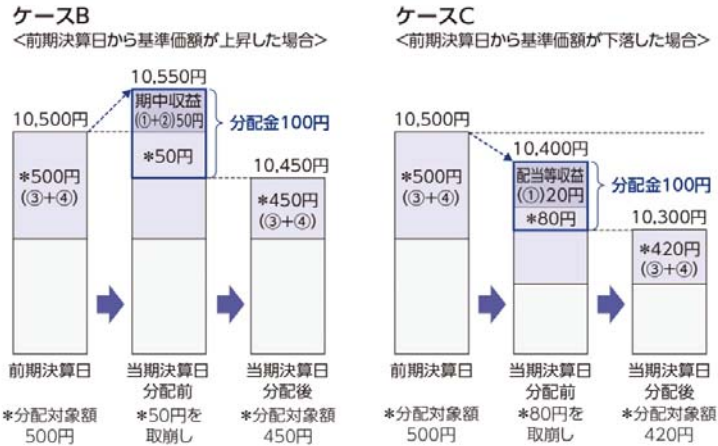 ケースB
<前期決算日から基準価額が上昇した場合>
10,550円
10,500円
期中収益
(①+②)50円
分配金100円
*50円
*500円
(③+④)
10,450円
*450円
(③+④)
前期決算日
当期決算日
分配前
当期決算日
分配後
*分配対象額
500円
*50円を
取崩し
*分配対象額
450円
ケースC
<前期決算日から基準価額が下落した場合>
10,500円
10,400円
*500円
(③+④)
配当等収益
(①)20円
分配金100円
*80円
10,300円
*420円
(③+④)
前期決算日
当期決算日
分配前
当期決算日
分配後
*分配対象額
500円
*80円を
取崩し
*分配対象額
420円